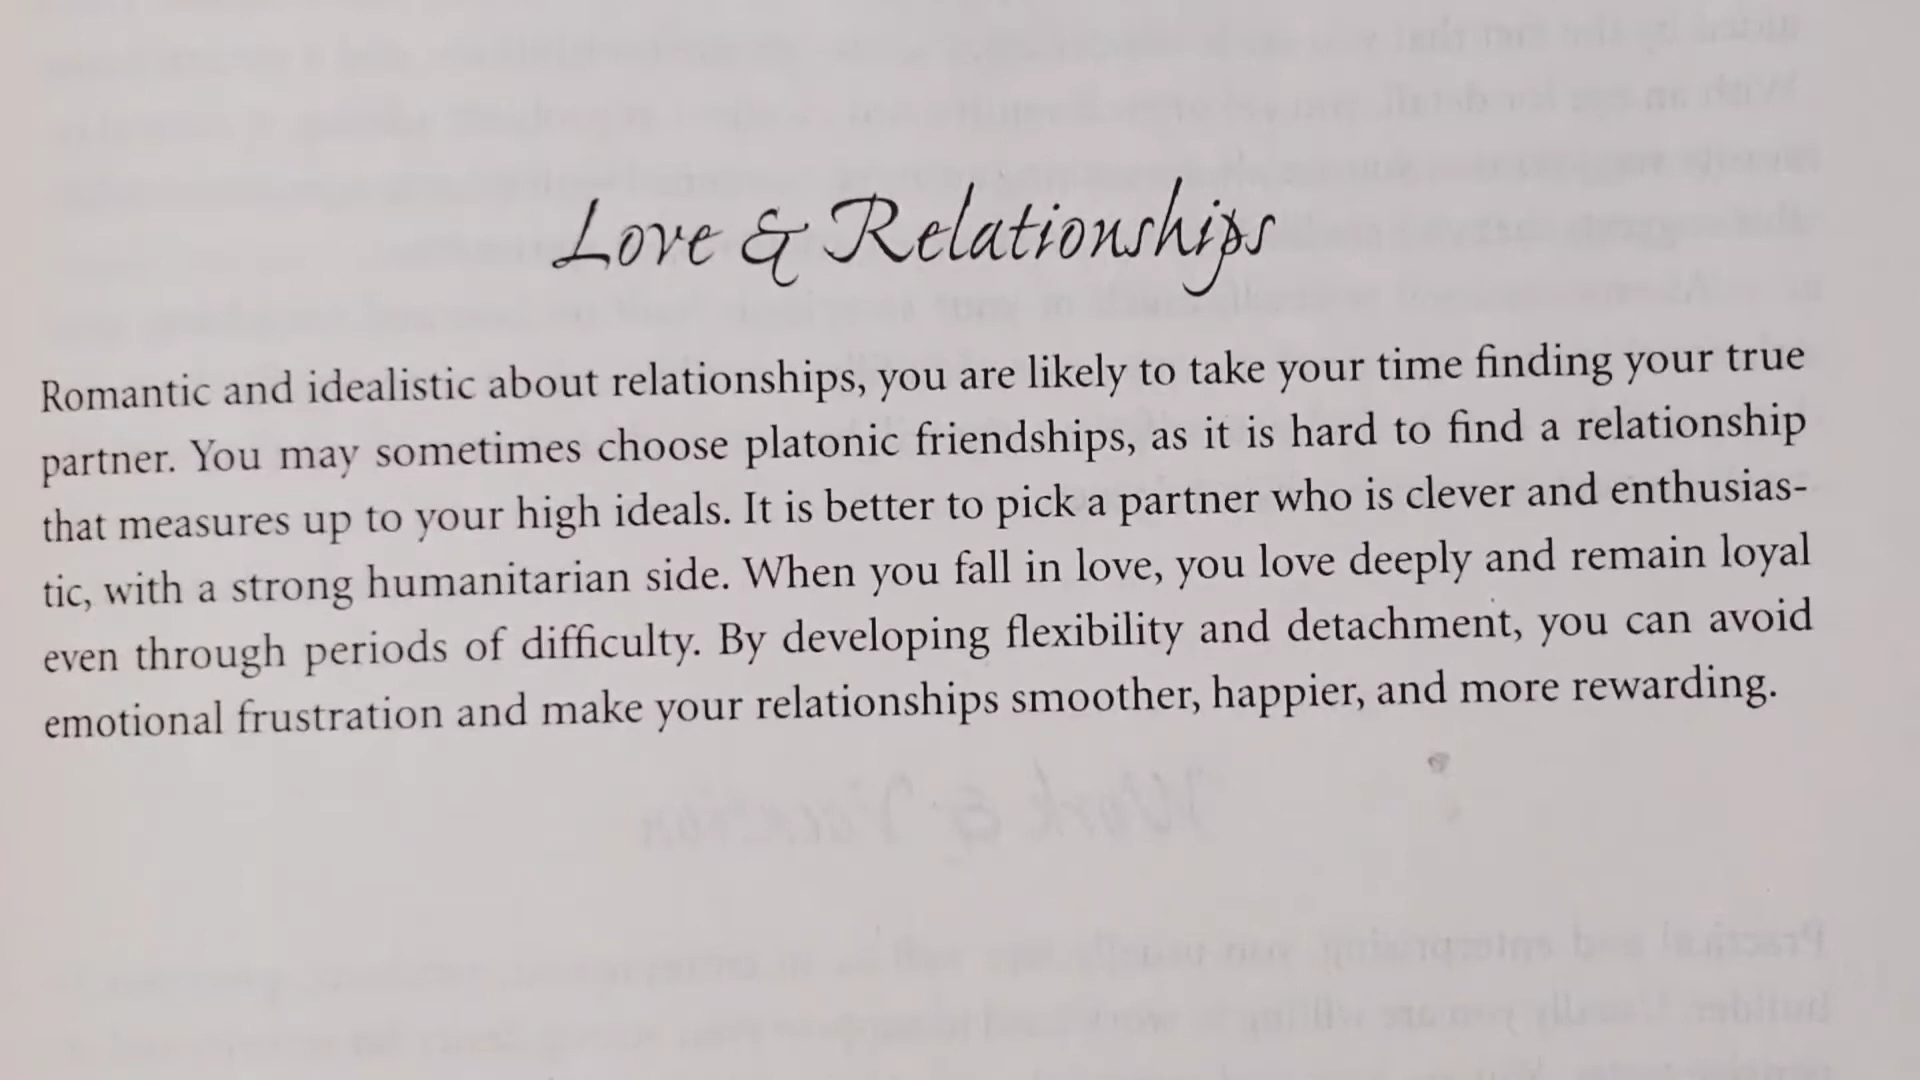 Love & Relationships
Romantic and idealistic about relationships, you are likely to take your time finding your true
partner. You may sometimes choose platonic friendships, as it is hard to find a relationship
that measures up to your high ideals. It is better to pick a partner who is clever and enthusias-
tic, with a strong humanitarian side. When you fall in love, you love deeply and remain loyal
even through periods of difficulty. By developing flexibility and detachment, you can avoid
emotional frustration and make your relationships smoother, happier, and more rewarding.